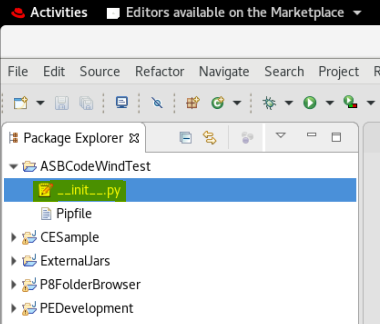 Activities Editors available on the Marketplace
File Edit Source Refactor Navigate Search Project
Package Explorer
ASBCodeWindTest
__init__.py
Pipfile
CESample
ExternalJars
P8FolderBrowser
PEDevelopment